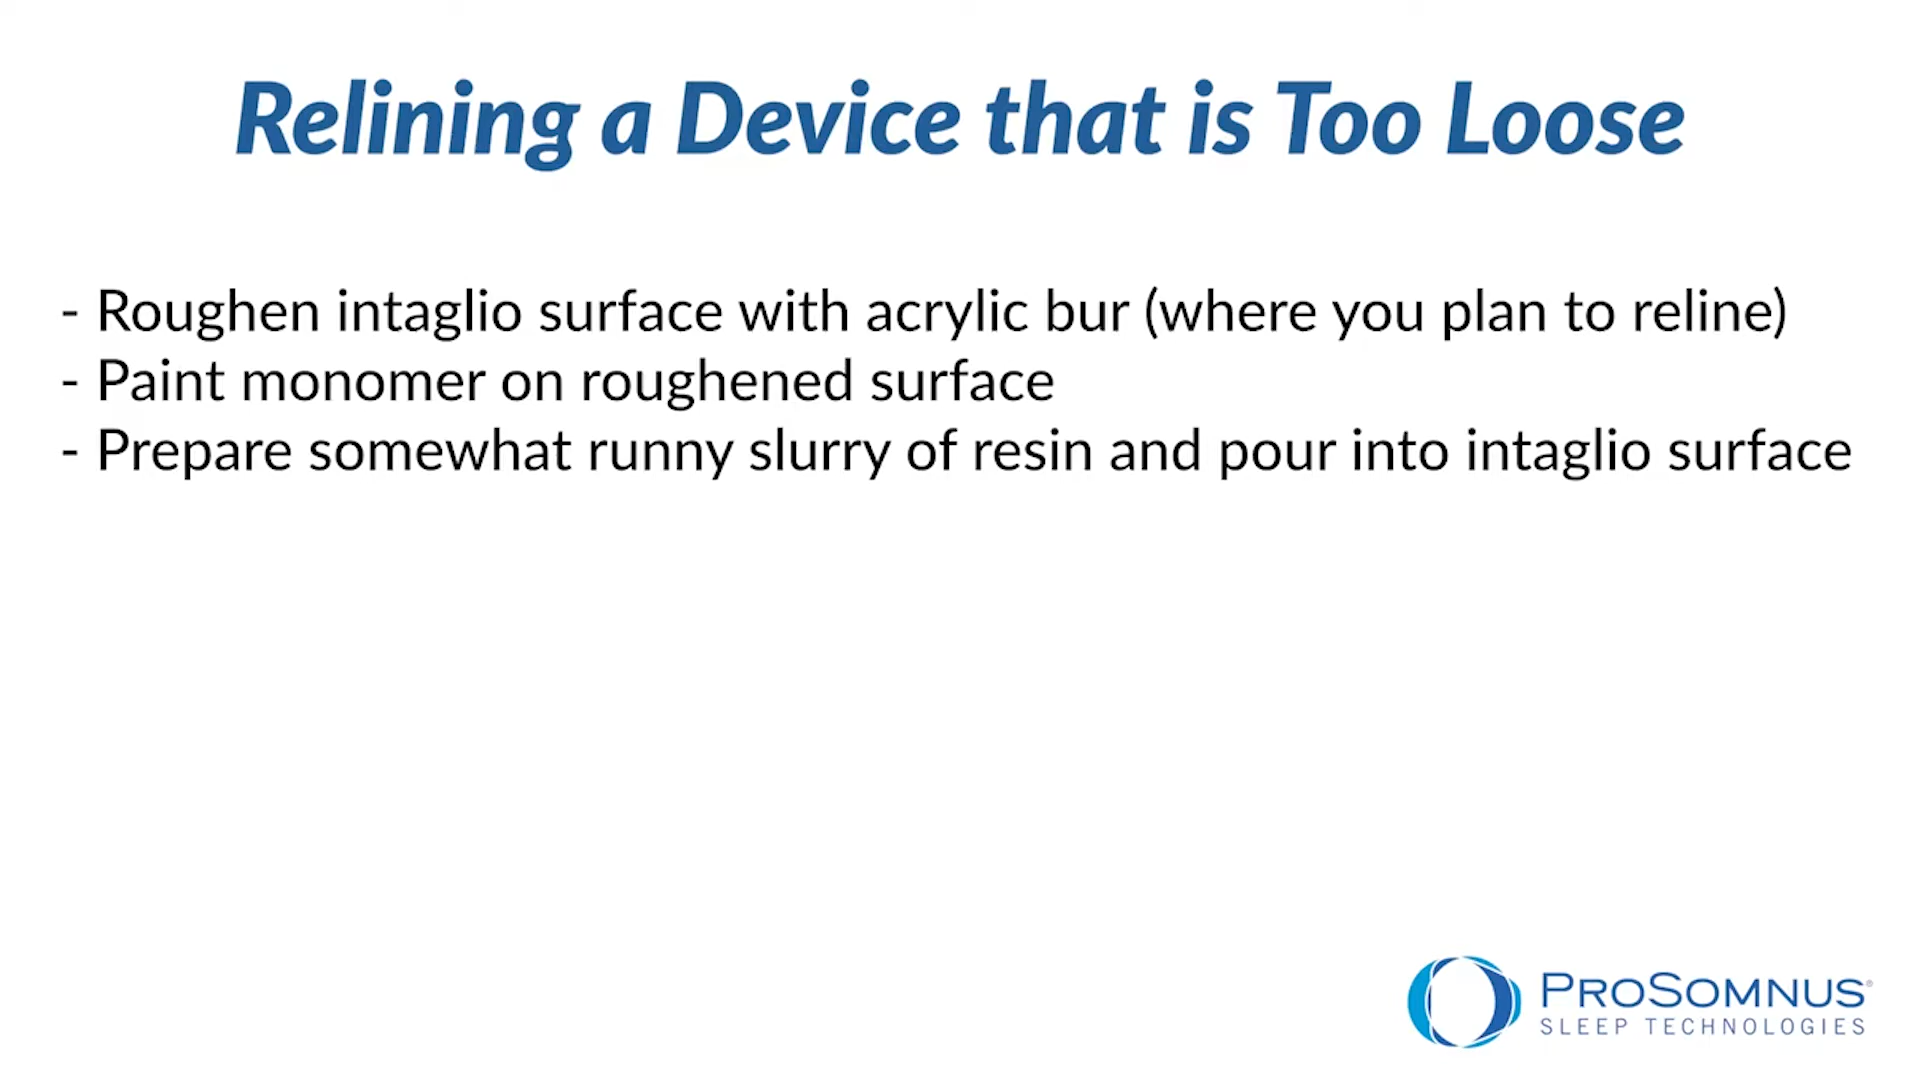 Relining a Device that is Too Loose
- Roughen intaglio surface with acrylic bur (where you plan to reline)
- Paint monomer on roughened surface
- Prepare somewhat runny slurry of resin and pour into intaglio surface
PROSOMNUS®
SLEEP TECHNOLOGIES